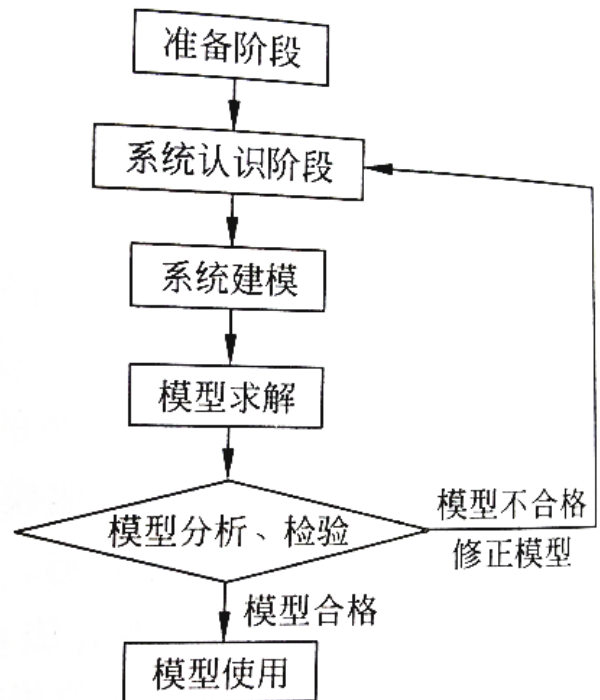 准备阶段
系统认识阶段
系统建模
模型求解
模型分析、检验
模型不合格
修正模型
模型合格
模型使用